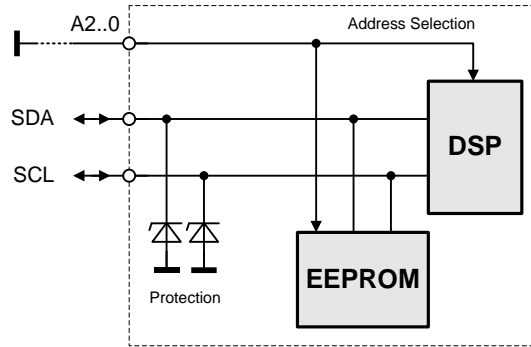 A2..0
Address Selection
SDA
DSP
SCL
EEPROM
Protection